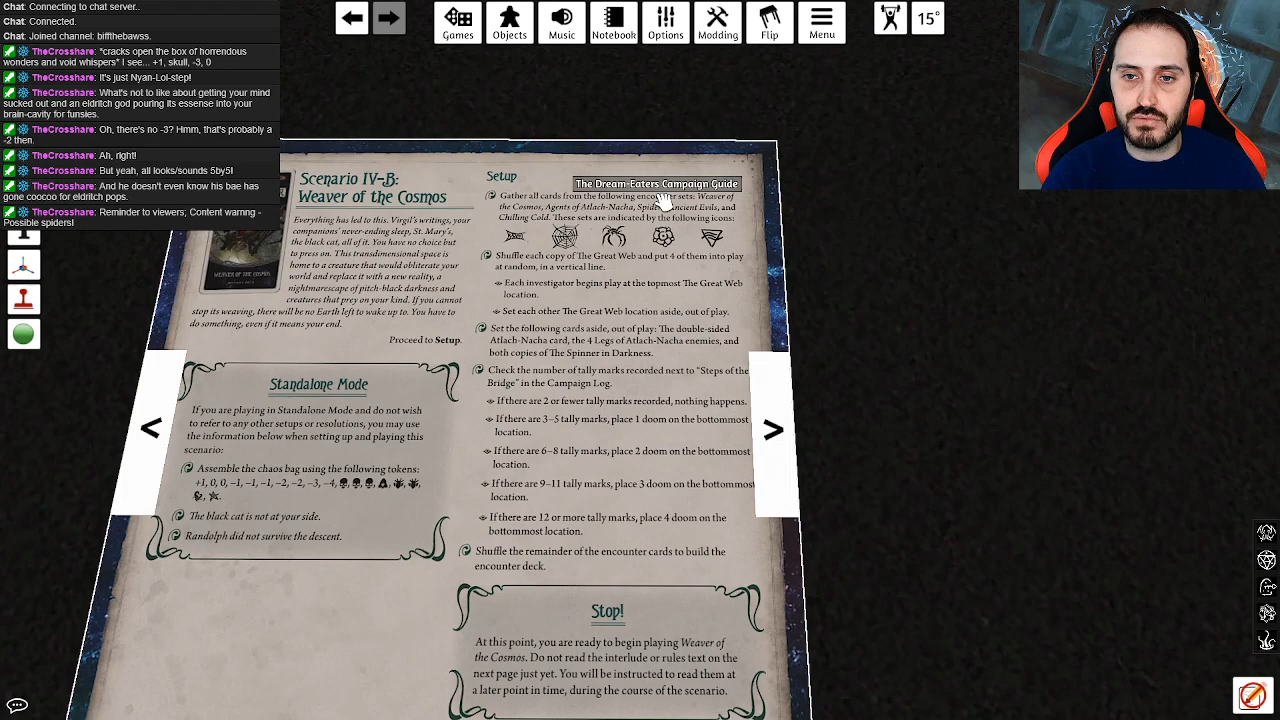 Chat: Connecting to chat server..
Chat: Connected.
Chat: Joined channel: biffthebawss.
TheCrosshare: *Crosses open the box of horrendous
wonders and void whispers* I see... +1, skull, -3, 0
TheCrosshare: It's just Nyan-Lol-step!
TheCrosshare: What's not to like about getting your mind
sucked out and an eldritch god pouring its essense into your
brain-cavity for funsies.
TheCrosshare: Oh, there's no -3? Hmm, that's probably a
-2 then.
TheCrosshare: Ah, right!
TheCrosshare: But yeah, all looks/sounds 5by5!
TheCrosshare: And he doesn't even know his bae has
gone cocoo for eldritch pops.
TheCrosshare: Reminder to viewers; Content warnng -
Possible spiders!
Games
Objects
Music
Notebook
Options
Modding
Flip
Menu
15°
Scenario IV–B:
Weaver of the Cosmos
Everything has led to this. Virgil's writings, your
companions' never-ending sleep, St. Mary's,
the black cat, all of it. You have no choice but
to press on. This transdimensional space is
home to a creature that would obliterate your
world and replace it with a new reality, a
nightmarescape of pitch-black darkness and
creatures that prey on your kind. If you cannot
stop its weaving, there will be no Earth left to wake up to. You have to
do something, even if it means your end.
Proceed to Setup.
WEAVER OF THE COSMOS
Standalone Mode
If you are playing in Standalone Mode and do not wish
to refer to any other setups or resolutions, you may use
the information below when setting up and playing this
scenario:
Assemble the chaos bag using the following tokens:
+1, 0, 0, –1, –1, –1, –2, –2, –3, –4,
The black cat is not at your side.
Randolph did not survive the descent.
Setup
The Dream-Eaters Campaign Guide
Gather all cards from the following encounter sets: Weaver of
the Cosmos, Agents of Atlach-Nacha, Ancient Evils, and
Chilling Cold. These sets are indicated by the following icons:
Shuffle each copy of The Great Web and put 4 of them into play
at random, in a vertical line.
Each investigator begins play at the topmost The Great Web
location.
Set each other The Great Web location aside, out of play.
Set the following cards aside, out of play: The double-sided
Atlach-Nacha card, the 4 Legs of Atlach-Nacha enemies, and
both copies of The Spinner in Darkness.
Check the number of tally marks recorded next to "Steps of the
Bridge" in the Campaign Log.
If there are 2 or fewer tally marks recorded, nothing happens.
If there are 3–5 tally marks, place 1 doom on the bottommost
location.
If there are 6–8 tally marks, place 2 doom on the bottommost
location.
If there are 9–11 tally marks, place 3 doom on the bottommost
location.
If there are 12 or more tally marks, place 4 doom on the
bottommost location.
Shuffle the remainder of the encounter cards to build the
encounter deck.
Stop!
At this point, you are ready to begin playing Weaver of
the Cosmos. Do not read the interlude or rules text on the
next page just yet. You will be instructed to read them at
a later point in time, during the course of the scenario.
<
>